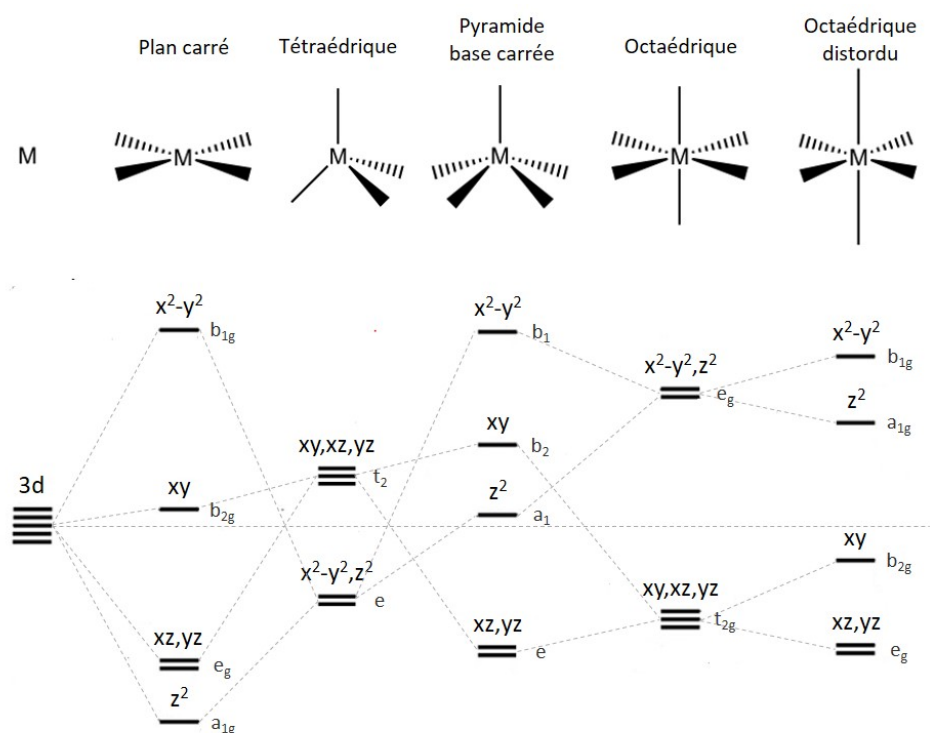 Plan carré
Tétraédrique
Pyramide
base carrée
Octaédrique
Octaédrique
distordu
M
M
M
M
M
M
3d
x²-y²
b₁g
xy
b₂g
xz,yz
eg
z²
a₁g
xy,xz,yz
t₂
x²-y²,z²
e
x²-y²
b₁
xy
b₂
z²
a₁
xz,yz
e
x²-y²,z²
eg
xy,xz,yz
t₂g
x²-y²
b₁g
z²
a₁g
xy
b₂g
xz,yz
eg